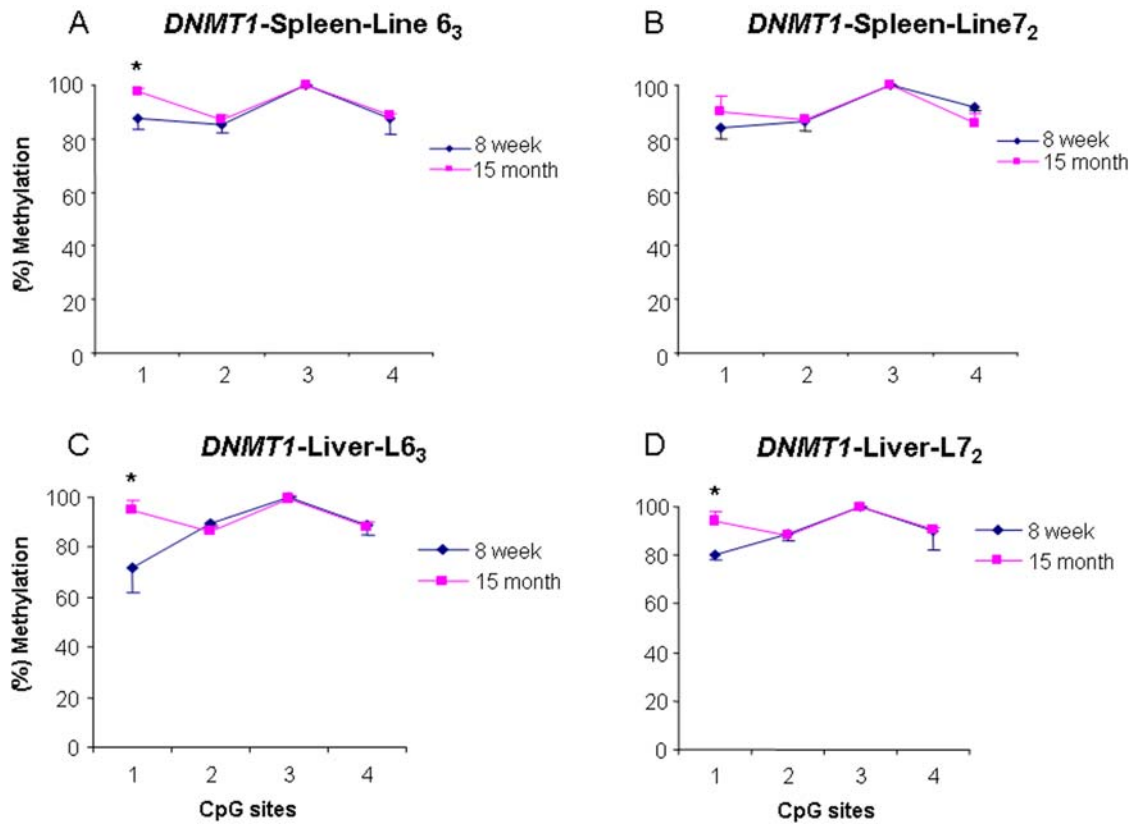 A
DNMT1-Spleen-Line 6₃
*
100
80
60
40
20
0
(%) Methylation
1 2 3 4
8 week
15 month
B
DNMT1-Spleen-Line7₂
100
80
60
40
20
0
1 2 3 4
8 week
15 month
C
DNMT1-Liver-L6₃
*
100
80
60
40
20
0
(%) Methylation
1 2 3 4
CpG sites
8 week
15 month
D
DNMT1-Liver-L7₂
*
100
80
60
40
20
0
1 2 3 4
CpG sites
8 week
15 month